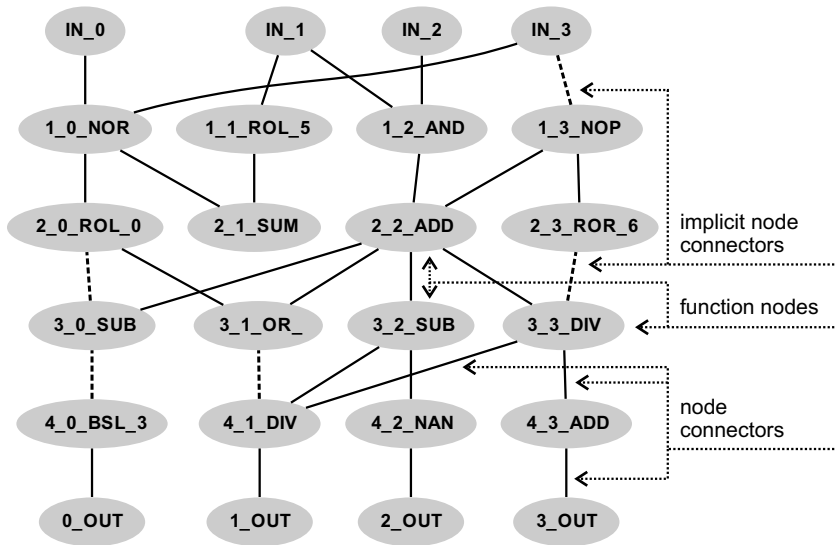 IN_0 IN_1 IN_2 IN_3
1_0_NOR 1_1_ROL_5 1_2_AND 1_3_NOP
2_0_ROL_0 2_1_SUM 2_2_ADD 2_3_ROR_6
implicit node
connectors
function nodes
3_0_SUB 3_1_OR_ 3_2_SUB 3_3_DIV
4_0_BSL_3 4_1_DIV 4_2_NAN 4_3_ADD
node
connectors
0_OUT 1_OUT 2_OUT 3_OUT